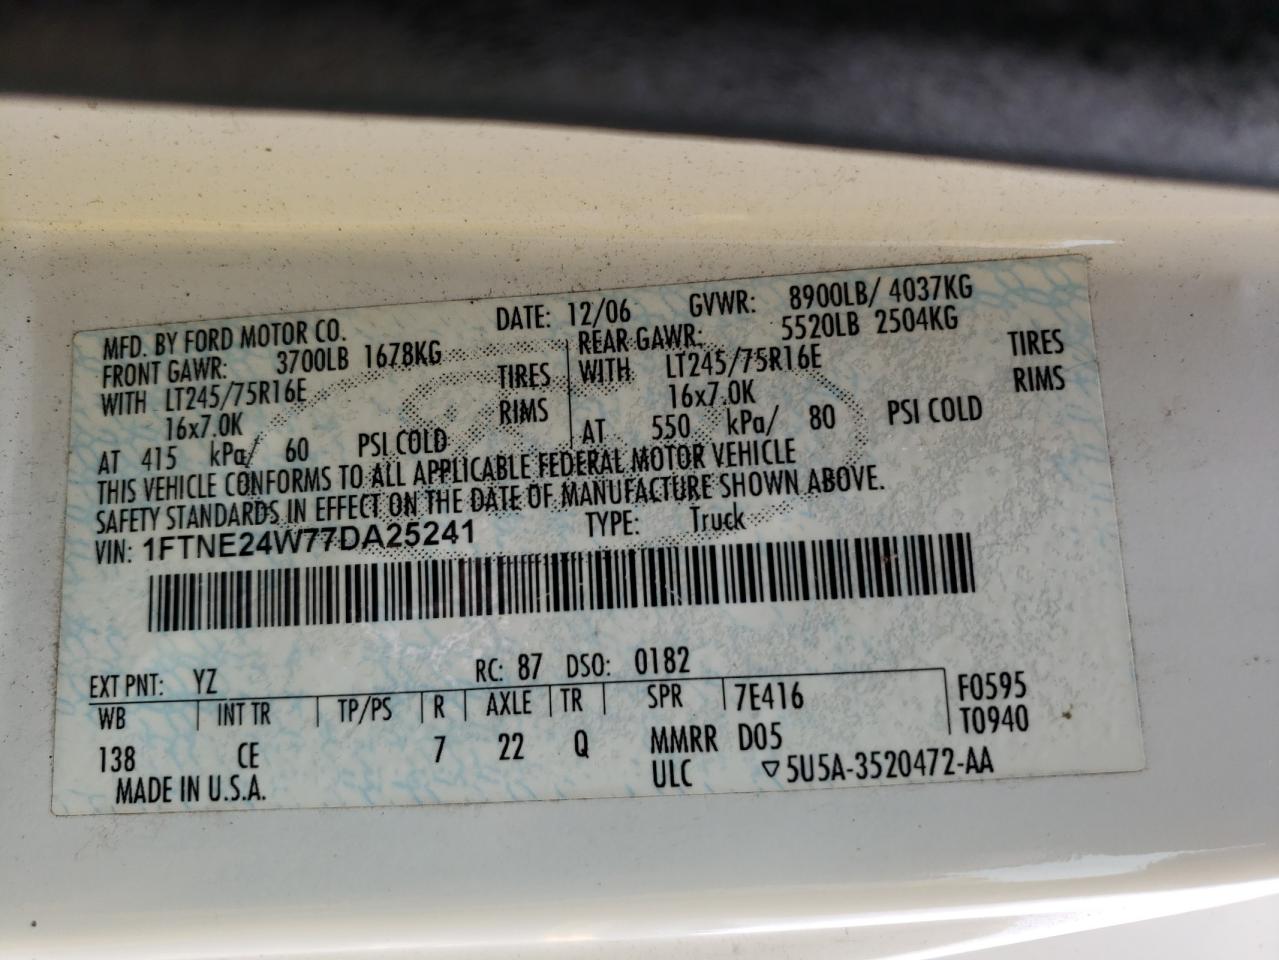 MFD. BY FORD MOTOR CO. DATE: 12/06 GVWR: 8900LB/ 4037KG
FRONT GAWR: 3700LB 1678KG REAR GAWR: 5520LB 2504KG
WITH LT245/75R16E TIRES WITH LT245/75R16E TIRES
16x7.0K RIMS 16x7.0K RIMS
AT 415 kPa/ 60 PSI COLD AT 550 kPa/ 80 PSI COLD
THIS VEHICLE CONFORMS TO ALL APPLICABLE FEDERAL MOTOR VEHICLE
SAFETY STANDARDS IN EFFECT ON THE DATE OF MANUFACTURE SHOWN ABOVE.
VIN: 1FTNE24W77DA25241 TYPE: Truck
EXT PNT: YZ RC: 87 DSO: 0182
WB INT TR TP/PS R AXLE TR SPR 7E416 F0595
138 CE 7 22 Q MMRR D05 T0940
MADE IN U.S.A. ULC ▽5U5A-3520472-AA